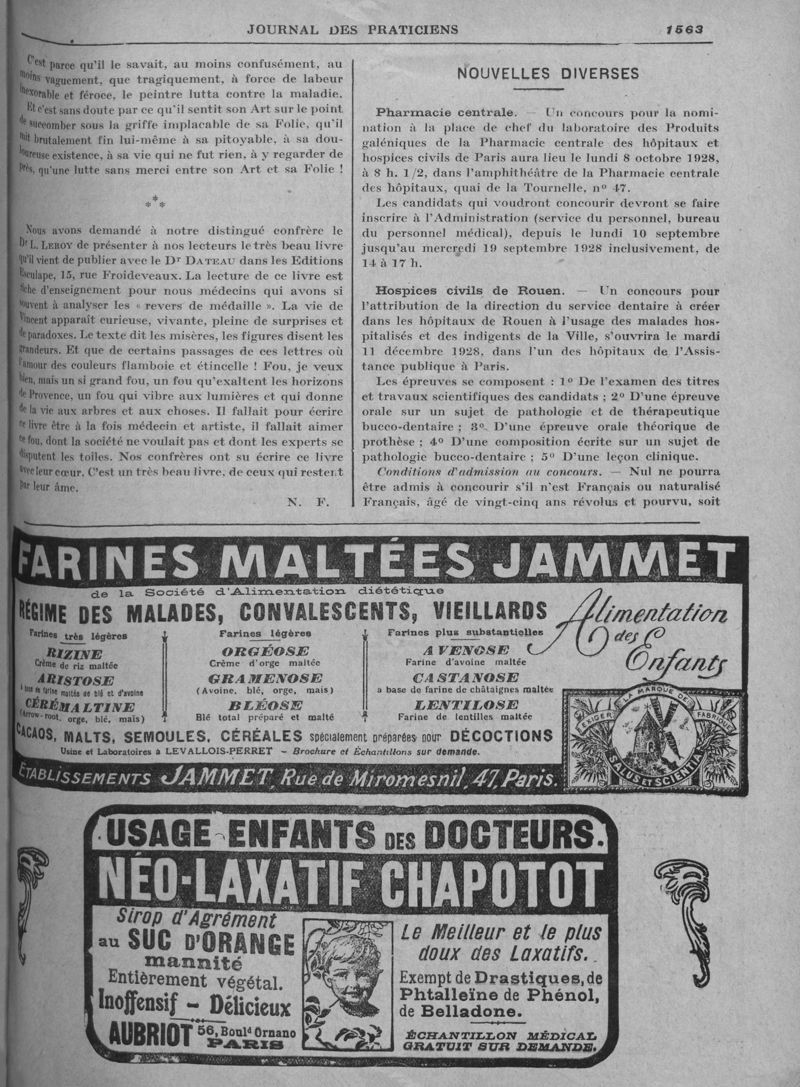 JOURNAL DES PRATICIENS
1563
C'est parce qu'il le savait, au moins confusément, au
moins vaguement, que tragiquement, à force de labeur
inexorable et féroce, le peintre lutta contre la maladie.
Et c'est sans doute par ce qu'il sentit son Art sur le point
de succomber sous la griffe implacable de sa Folie, qu'il
mit brutalement fin lui-même à sa pitoyable, à sa dou-
loureuse existence, à sa vie qui ne fut rien, à y regarder de
près, qu'une lutte sans merci entre son Art et sa Folie !
* * *
Nous avons demandé à notre distingué confrère le
Dr L. LEROY de présenter à nos lecteurs le très beau livre
qu'il vient de publier avec le Dr DATEAU dans les Editions
Esculape, 15, rue Froideveaux. La lecture de ce livre est
riche d'enseignement pour nous médecins qui avons si
souvent à analyser les « revers de médaille ». La vie de
Vincent apparaît curieuse, vivante, pleine de surprises et
de paradoxes. Le texte dit les misères, les figures disent les
grandeurs. Et que de certains passages de ces lettres où
l'amour des couleurs flamboie et étincelle ! Fou, je veux
bien, mais un si grand fou, un fou qu'exaltent les horizons
de Provence, un fou qui vibre aux lumières et qui donne
de la vie aux arbres et aux choses. Il fallait pour écrire
ce livre être à la fois médecin et artiste, il fallait aimer
ce fou, dont la société ne voulait pas et dont les experts se
disputent les toiles. Nos confrères ont su écrire ce livre
avec leur cœur. C'est un très beau livre, de ceux qui restent
par leur âme.
N. F.
NOUVELLES DIVERSES
Pharmacie centrale. — Un concours pour la nomi-
nation à la place de chef du laboratoire des Produits
galéniques de la Pharmacie centrale des hôpitaux et
hospices civils de Paris aura lieu le lundi 8 octobre 1928,
à 8 h. 1/2, dans l'amphithéâtre de la Pharmacie centrale
des hôpitaux, quai de la Tournelle, n° 47.
Les candidats qui voudront concourir devront se faire
inscrire à l'Administration (service du personnel, bureau
du personnel médical), depuis le lundi 10 septembre
jusqu'au mercredi 19 septembre 1928 inclusivement, de
14 à 17 h.
Hospices civils de Rouen. — Un concours pour
l'attribution de la direction du service dentaire à créer
dans les hôpitaux de Rouen à l'usage des malades hos-
pitalisés et des indigents de la Ville, s'ouvrira le mardi
11 décembre 1928, dans l'un des hôpitaux de l'Assis-
tance publique à Paris.
Les épreuves se composent : 1° De l'examen des titres
et travaux scientifiques des candidats ; 2° D'une épreuve
orale sur un sujet de pathologie et de thérapeutique
bucco-dentaire ; 3° D'une épreuve orale théorique de
prothèse ; 4° D'une composition écrite sur un sujet de
pathologie bucco-dentaire ; 5° D'une leçon clinique.
Conditions d'admission au concours. — Nul ne pourra
être admis à concourir s'il n'est Français ou naturalisé
Français, âgé de vingt-cinq ans révolus et pourvu, soit
FARINES MALTÉES JAMMET
de la Société d'Alimentation diététique
RÉGIME DES MALADES, CONVALESCENTS, VIEILLARDS
Alimentation
des
Enfants
Farines très légères
RIZINE
Crème de riz maltée
ARISTOSE
à base de farine maltée de blé et d'avoine
CÉRÉMALTINE
(Arrow-root, orge, blé, maïs)
Farines légères
ORGÉOSE
Crème d'orge maltée
GRAMENOSE
(Avoine, blé, orge, maïs)
BLÉOSE
Blé total préparé et malté
Farines plus substantielles
AVENOSE
Farine d'avoine maltée
CASTANOSE
a base de farine de châtaignes maltée
LENTILOSE
Farine de lentilles maltée
CACAOS, MALTS, SEMOULES, CÉRÉALES spécialement préparées pour DÉCOCTIONS
Usine et Laboratoires à LEVALLOIS-PERRET – Brochure et Échantillons sur demande.
ÉTABLISSEMENTS JAMMET, Rue de Miromesnil, 47, Paris.
EXIGER LA MARQUE DE FABRIQUE
SALUS ET SCIENTIA
USAGE ENFANTS DES DOCTEURS.
NÉO-LAXATIF CHAPOTOT
Sirop d'Agrément
au SUC D'ORANGE
mannité
Entièrement végétal.
Inoffensif – Délicieux
AUBRIOT 56, Bould Ornano
PARIS
Le Meilleur et le plus
doux des Laxatifs.
Exempt de Drastiques, de
Phtalleïne de Phénol,
de Belladone.
ÉCHANTILLON MÉDICAL
GRATUIT SUR DEMANDE.